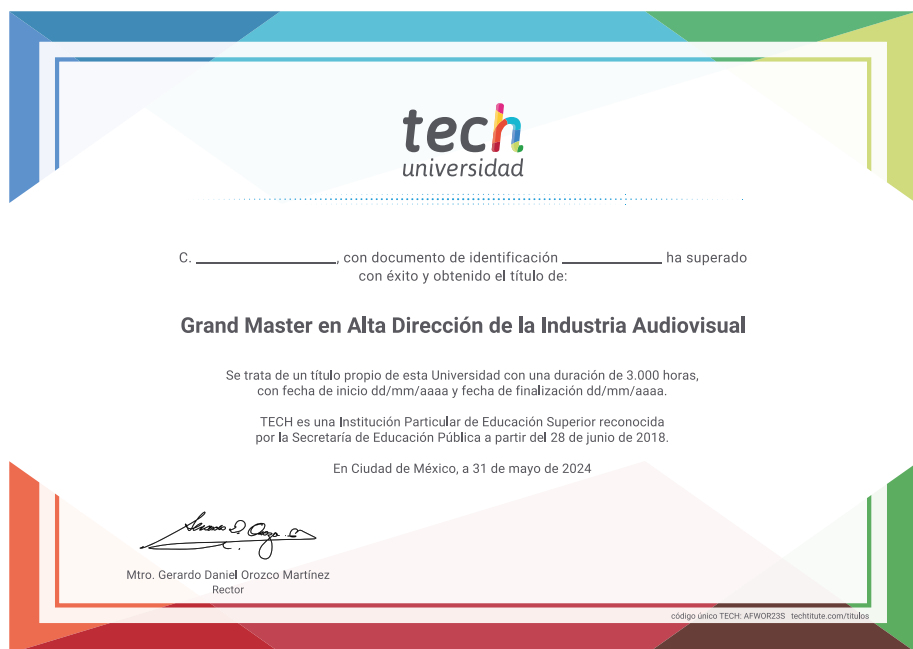 tech
universidad
C. ____________, con documento de identificación ____________ ha superado
con éxito y obtenido el título de:
Grand Master en Alta Dirección de la Industria Audiovisual
Se trata de un título propio de esta Universidad con una duración de 3.000 horas,
con fecha de inicio dd/mm/aaaa y fecha de finalización dd/mm/aaaa.
TECH es una Institución Particular de Educación Superior reconocida
por la Secretaría de Educación Pública a partir del 28 de junio de 2018.
En Ciudad de México, a 31 de mayo de 2024
Mtro. Gerardo Daniel Orozco Martínez
Rector
código único TECH: AFWOR23S techtitute.com/titulos